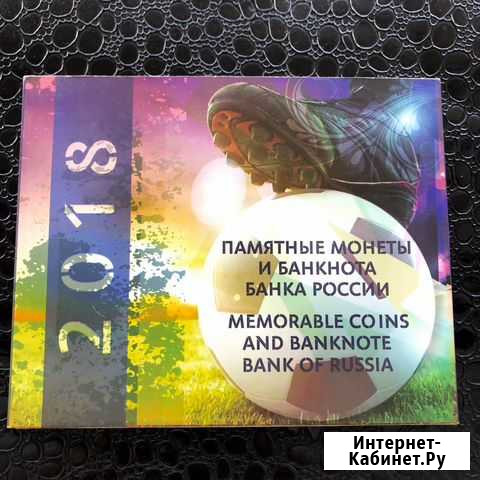 2018
ПАМЯТНЫЕ МОНЕТЫ
И БАНКНОТА
БАНКА РОССИИ
MEMORABLE COINS
AND BANKNOTE
BANK OF RUSSIA
Интернет-
Кабинет.Ру